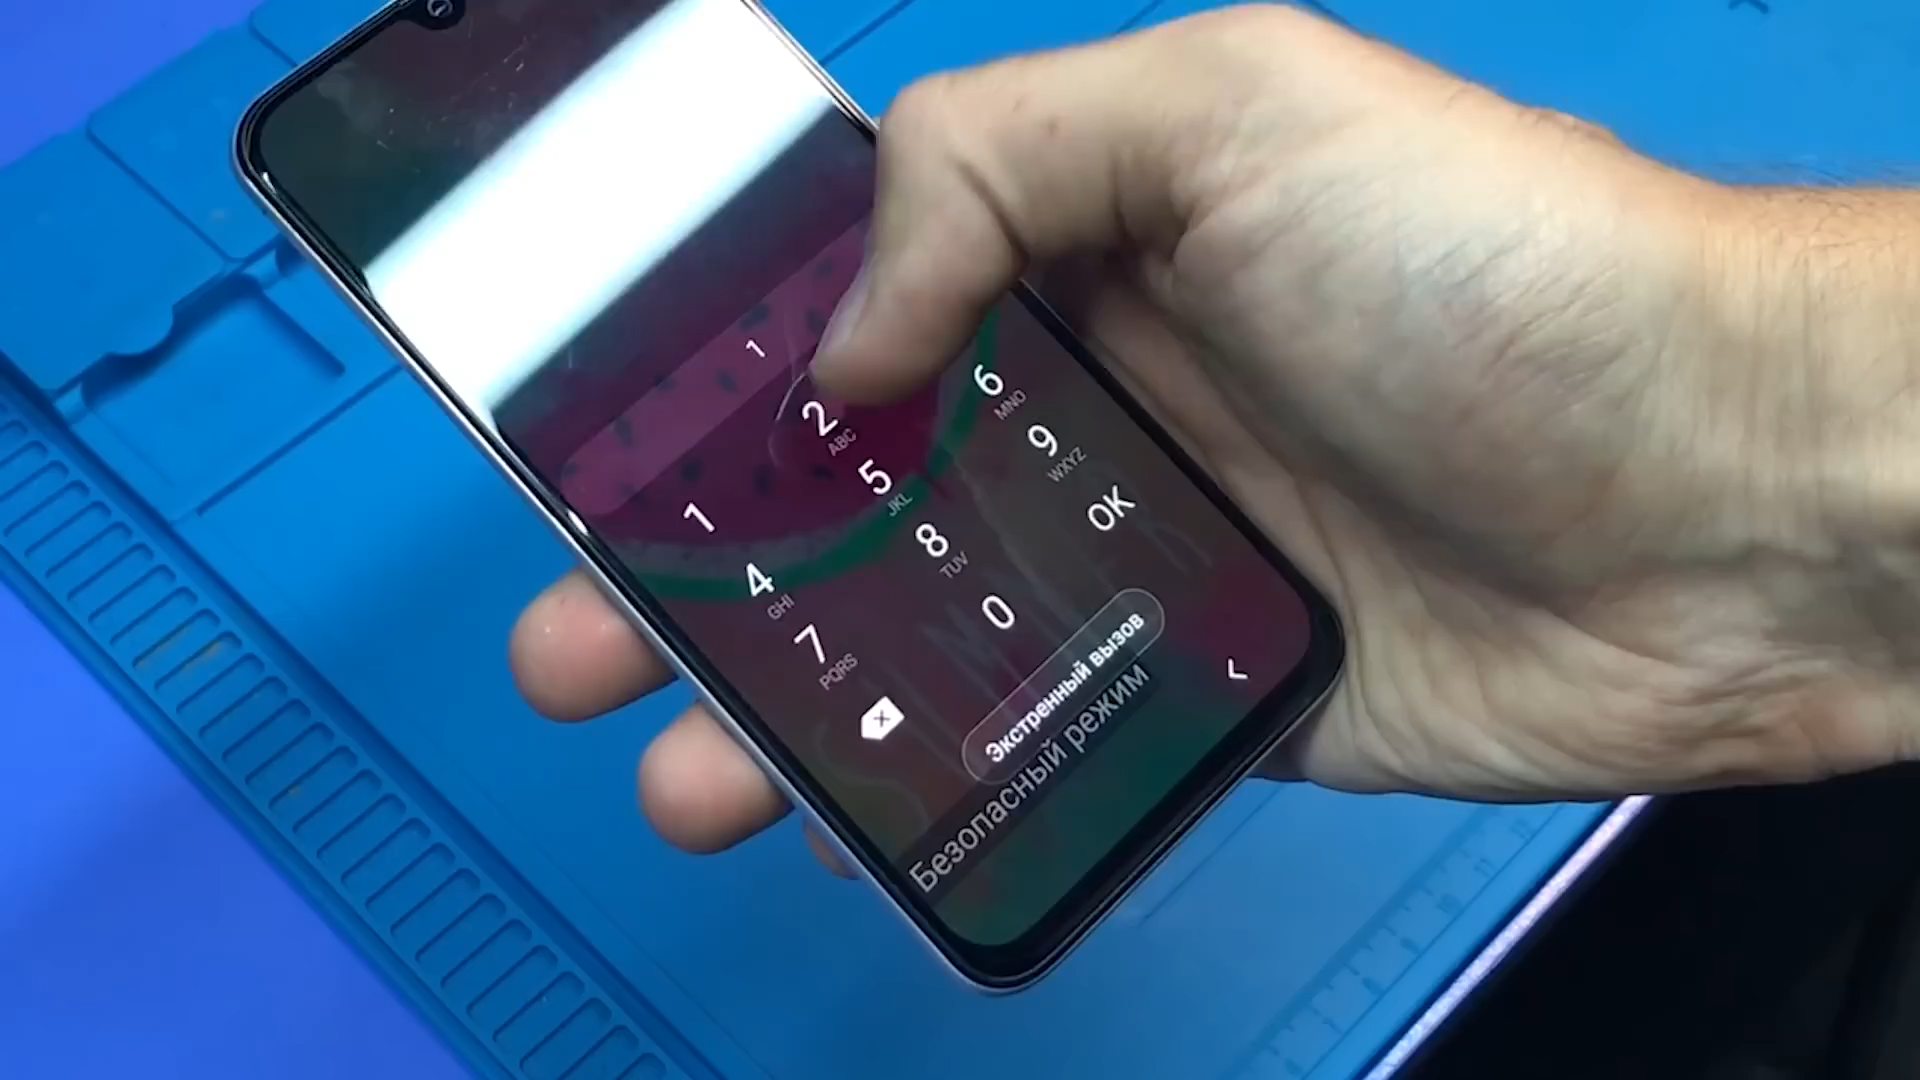 1
1
2 ABC
4 GHI
5 JKL
6 MNO
7 PQRS
8 TUV
9 WXYZ
0
OK
Экстренный вызов
Безопасный режим